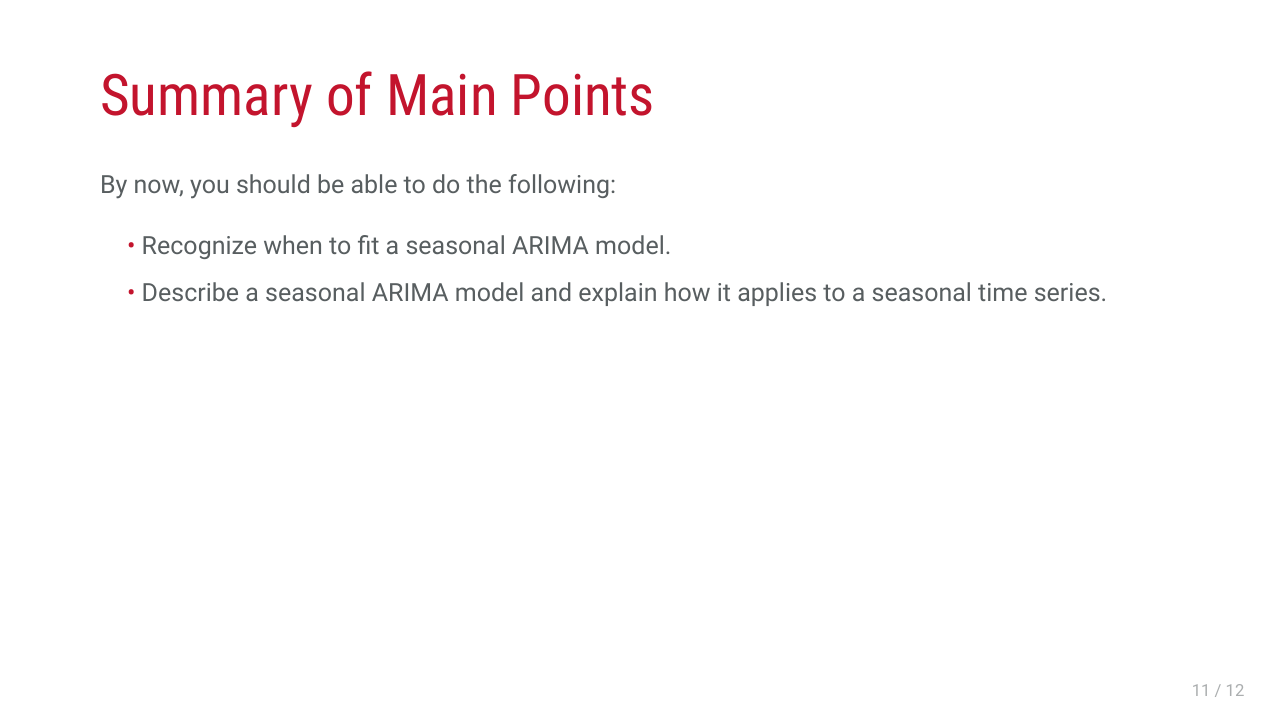 Summary of Main Points
By now, you should be able to do the following:
• Recognize when to fit a seasonal ARIMA model.
• Describe a seasonal ARIMA model and explain how it applies to a seasonal time series.
11 / 12